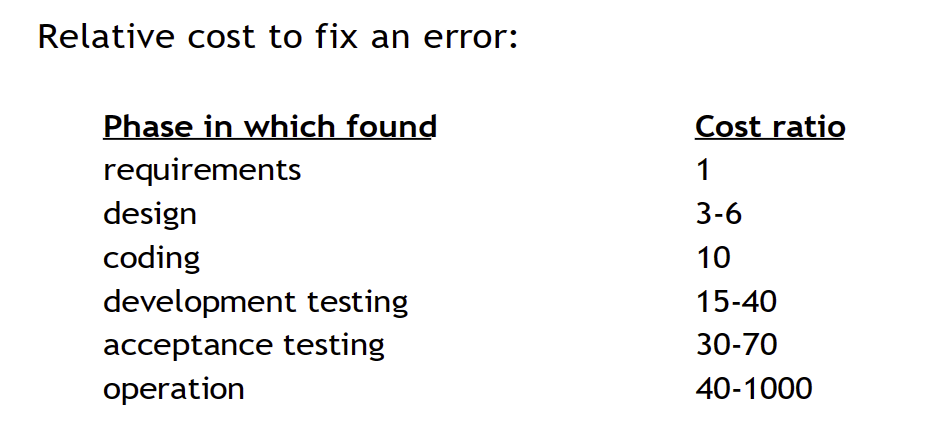 Relative cost to fix an error:
Phase in which found Cost ratio
requirements 1
design 3-6
coding 10
development testing 15-40
acceptance testing 30-70
operation 40-1000